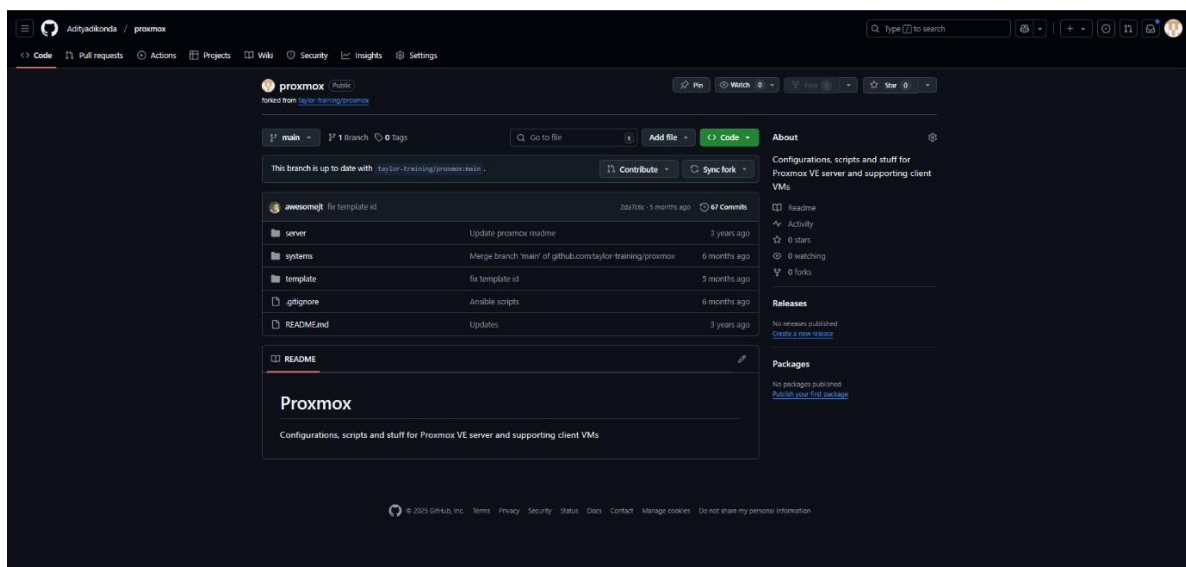 Adityadikonda / proxmox
Type / to search
Code Pull requests Actions Projects Wiki Security Insights Settings
proxmox Public
Pin Watch 0 Star 0
forked from taylor-training/proxmox
main 1 Branch 0 Tags
Go to file t Add file Code
This branch is up to date with taylor-training/proxmox:main .
Contribute Sync fork
awesomejt fix template id
5 months ago 67 Commits
server Update proxmox readme 3 years ago
systems Merge branch 'main' of github.com:taylor-training/proxmox 6 months ago
template fix template id 5 months ago
.gitignore Ansible scripts 6 months ago
README.md Updates 3 years ago
README
Proxmox
Configurations, scripts and stuff for Proxmox VE server and supporting client VMs
About
Configurations, scripts and stuff for
Proxmox VE server and supporting client
VMs
Readme
Activity
0 stars
0 watching
0 forks
Releases
No releases published
Create a new release
Packages
No packages published
Publish your first package
© 2025 GitHub, Inc. Terms Privacy Security Status Docs Contact Manage cookies Do not share my personal information